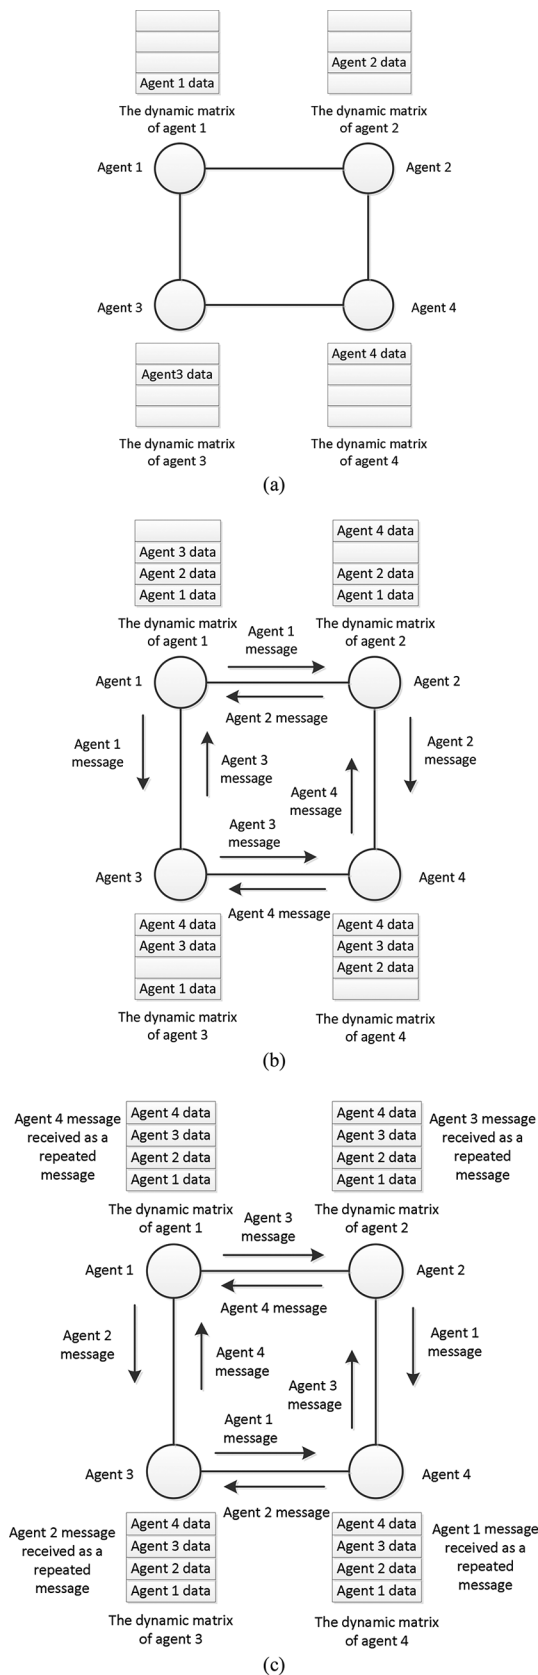 Agent 1 data
Agent 2 data
The dynamic matrix
of agent 1
The dynamic matrix
of agent 2
Agent 1
Agent 2
Agent 3
Agent 4
Agent3 data
Agent 4 data
The dynamic matrix
of agent 3
The dynamic matrix
of agent 4
(a)
Agent 3 data
Agent 2 data
Agent 1 data
Agent 4 data
Agent 2 data
Agent 1 data
The dynamic matrix
of agent 1
The dynamic matrix
of agent 2
Agent 1
message
Agent 1
Agent 2
Agent 2 message
Agent 1
message
Agent 3
message
Agent 4
message
Agent 2
message
Agent 3
message
Agent 3
Agent 4
Agent 4 message
Agent 4 data
Agent 3 data
Agent 1 data
Agent 4 data
Agent 3 data
Agent 2 data
The dynamic matrix
of agent 3
The dynamic matrix
of agent 4
(b)
Agent 4 message
received as a
repeated
message
Agent 4 data
Agent 3 data
Agent 2 data
Agent 1 data
Agent 4 data
Agent 3 data
Agent 2 data
Agent 1 data
Agent 3 message
received as a
repeated
message
The dynamic matrix
of agent 1
The dynamic matrix
of agent 2
Agent 3
message
Agent 1
Agent 2
Agent 4 message
Agent 2
message
Agent 4
message
Agent 3
message
Agent 1
message
Agent 1
message
Agent 3
Agent 4
Agent 2 message
Agent 2 message
received as a
repeated
message
Agent 4 data
Agent 3 data
Agent 2 data
Agent 1 data
Agent 4 data
Agent 3 data
Agent 2 data
Agent 1 data
Agent 1 message
received as a
repeated
message
The dynamic matrix
of agent 3
The dynamic matrix
of agent 4
(c)